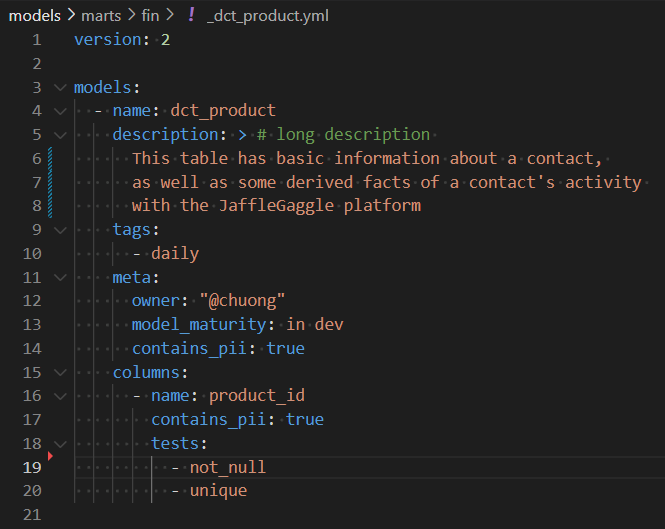 models > marts > fin > ! _dct_product.yml
1 version: 2
2
3 models:
4   - name: dct_product
5     description: > # long description
6       This table has basic information about a contact,
7       as well as some derived facts of a contact's activity
8       with the JaffleGaggle platform
9     tags:
10       - daily
11     meta:
12       owner: "@chuong"
13       model_maturity: in dev
14       contains_pii: true
15     columns:
16       - name: product_id
17         contains_pii: true
18         tests:
19           - not_null
20           - unique
21